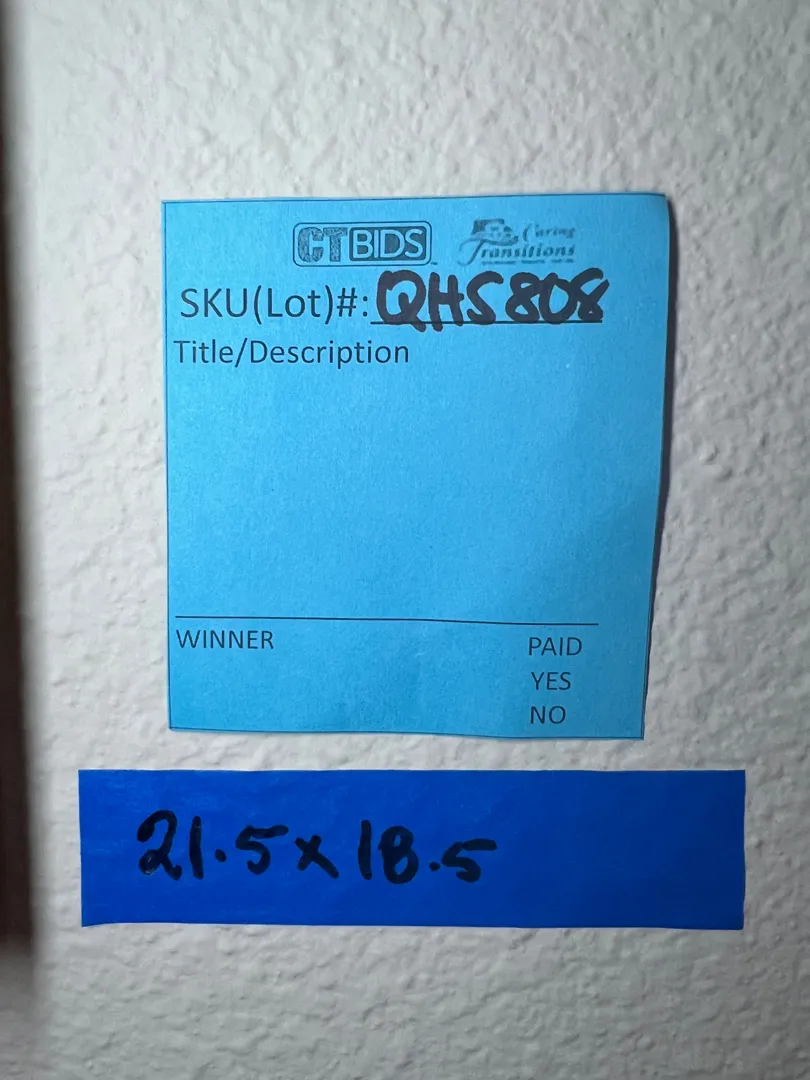 CTBIDS Caring
Transitions
SKU(Lot)#: QHS808
Title/Description
WINNER PAID
YES
NO
21.5x18.5